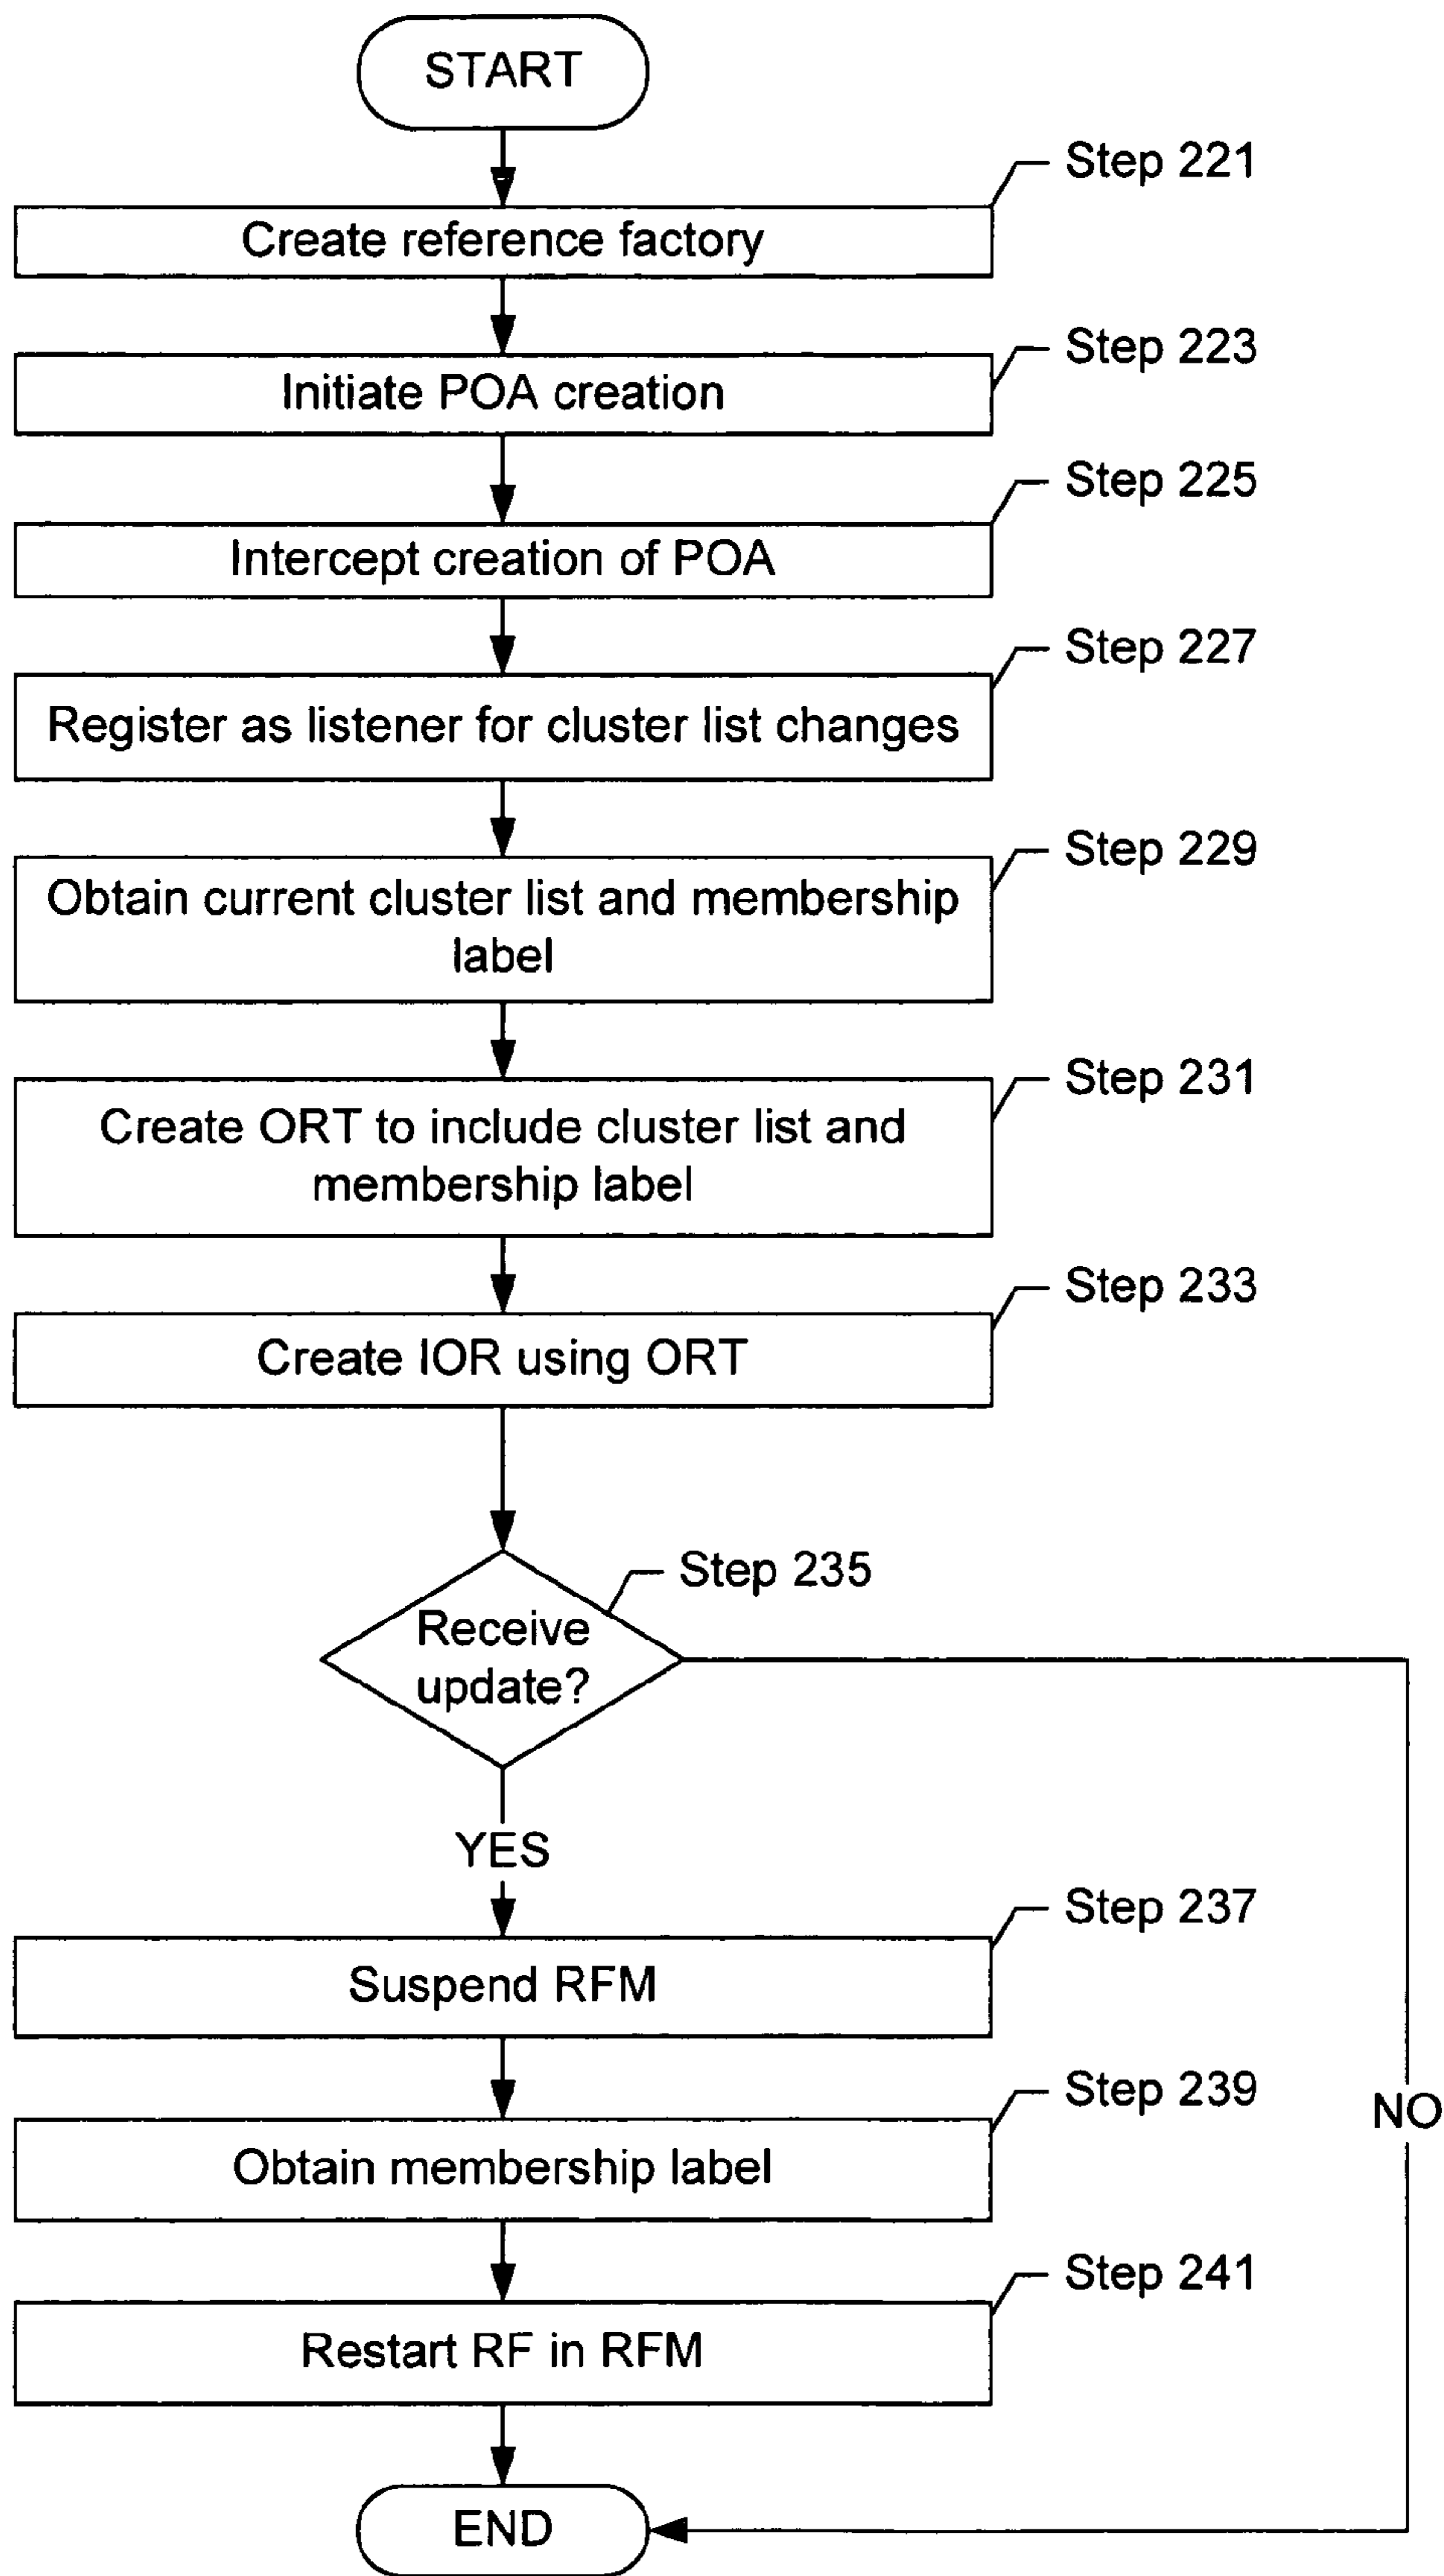 START
Step 221
Create reference factory
Step 223
Initiate POA creation
Step 225
Intercept creation of POA
Step 227
Register as listener for cluster list changes
Step 229
Obtain current cluster list and membership
label
Step 231
Create ORT to include cluster list and
membership label
Step 233
Create IOR using ORT
Step 235
Receive
update?
YES
Step 237
Suspend RFM
Step 239
NO
Obtain membership label
Step 241
Restart RF in RFM
END